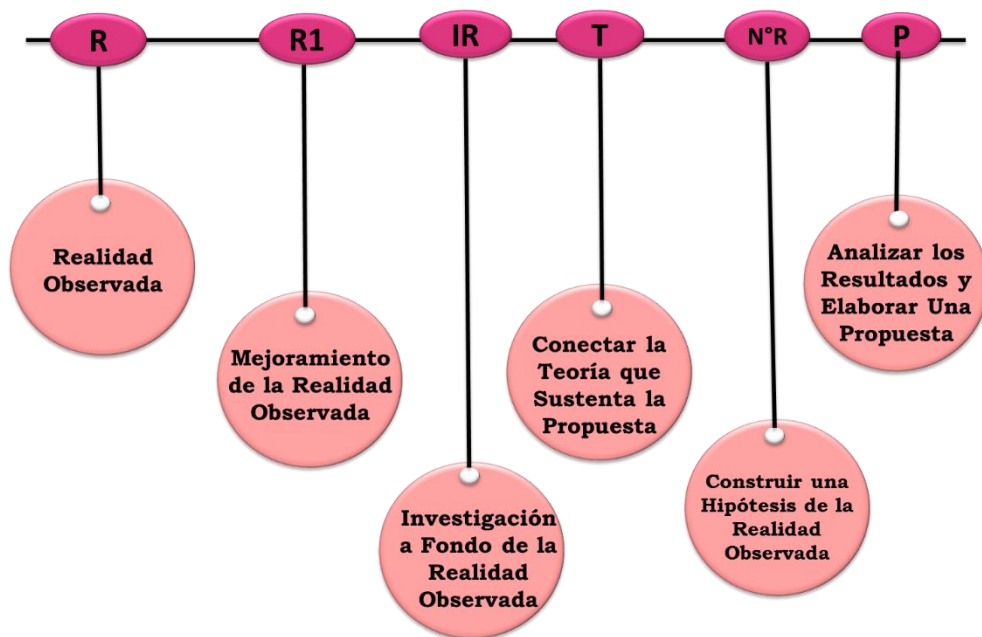 R
R1
IR
T
N°R
P
Realidad
Observada
Mejoramiento
de la Realidad
Observada
Investigación
a Fondo de la
Realidad
Observada
Conectar la
Teoría que
Sustenta la
Propuesta
Construir una
Hipótesis de la
Realidad
Observada
Analizar los
Resultados y
Elaborar Una
Propuesta